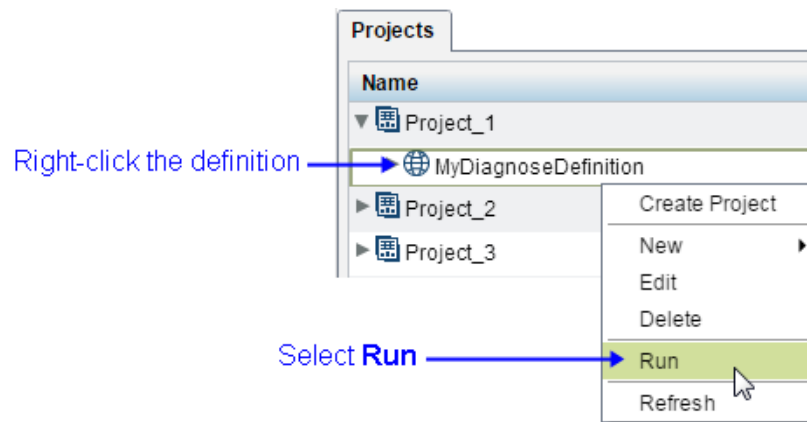 Projects
Name
Project_1
Right-click the definition
MyDiagnoseDefinition
Project_2
Project_3
Create Project
New
Edit
Delete
Select Run
Run
Refresh